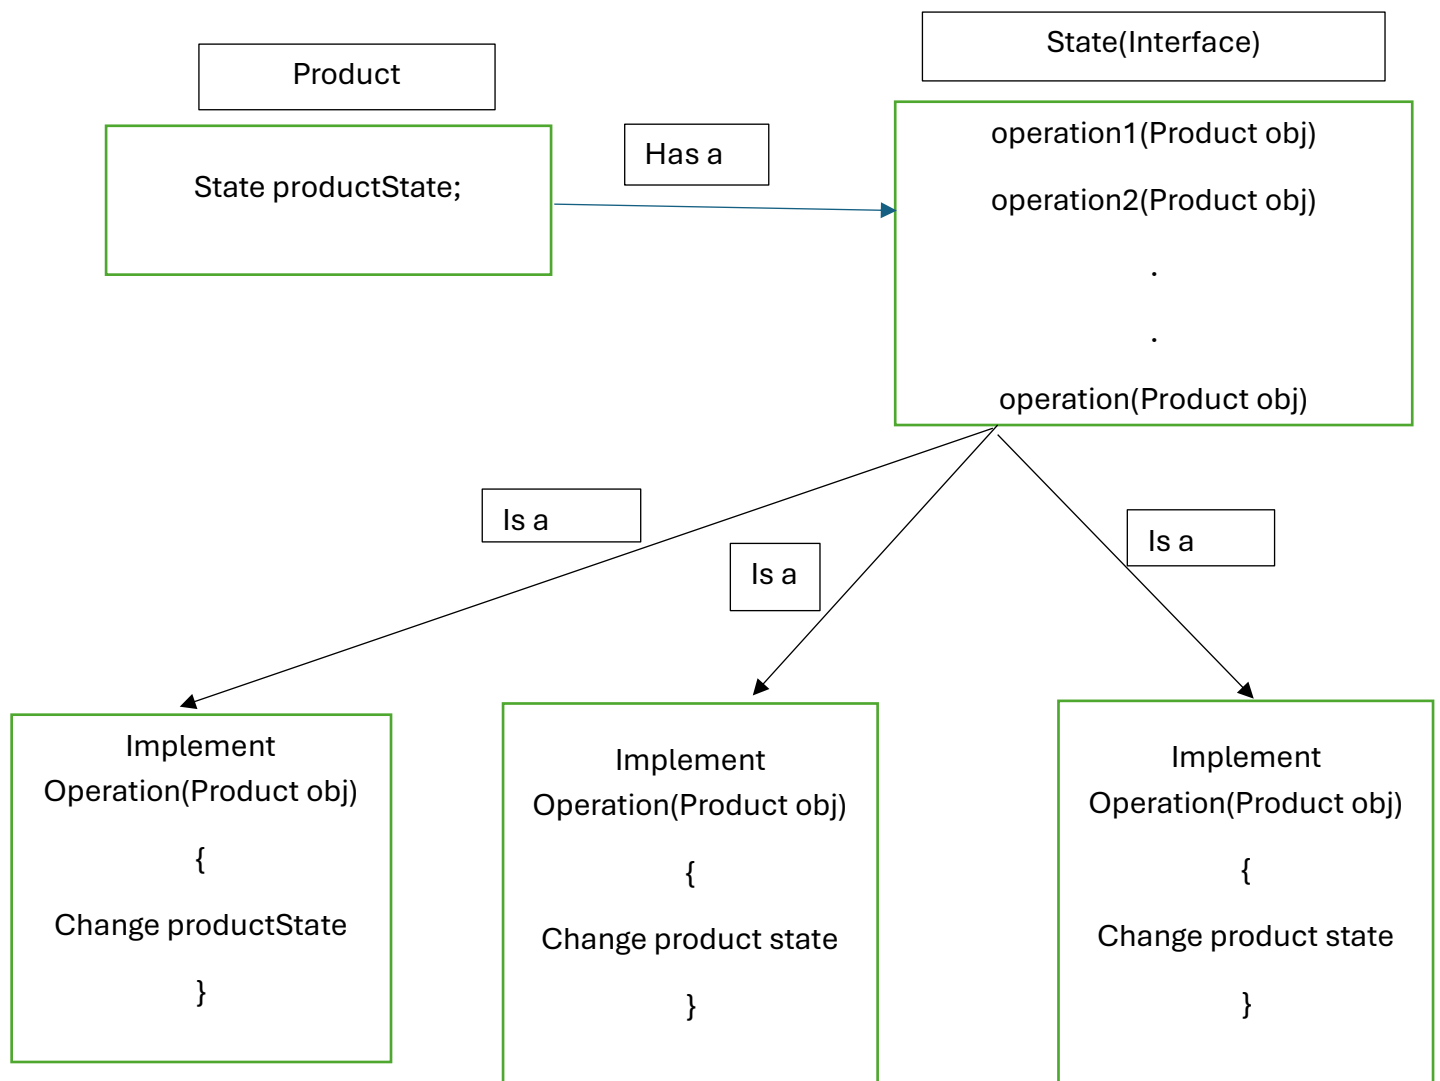 Product
State(Interface)
State productState;
Has a
operation1(Product obj)
operation2(Product obj)
.
.
operation(Product obj)
Is a
Is a
Is a
Implement
Operation(Product obj)
{
Change productState
}
Implement
Operation(Product obj)
{
Change product state
}
Implement
Operation(Product obj)
{
Change product state
}